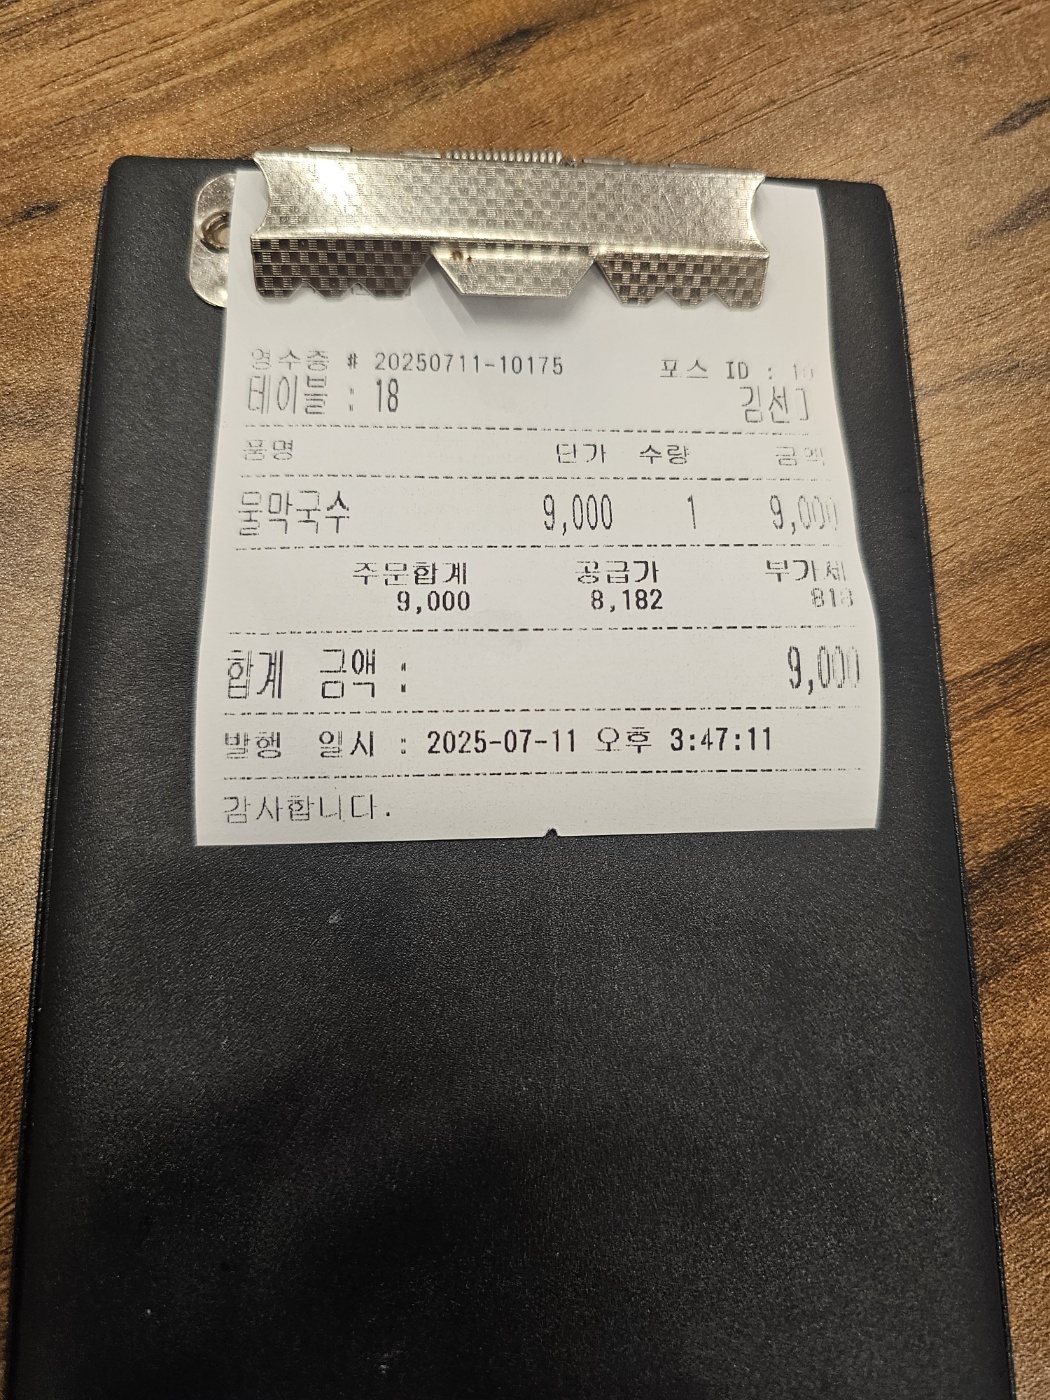 영수증 # 20250711-10175 포스 ID :
테이블 : 18
품명 단가 수량 금액
물막국수 9,000 1 9,000
주문합계 공급가 부가세
9,000 8,182 818
합계 금액 : 9,000
발행 일시 : 2025-07-11 오후 3:47:11
감사합니다.